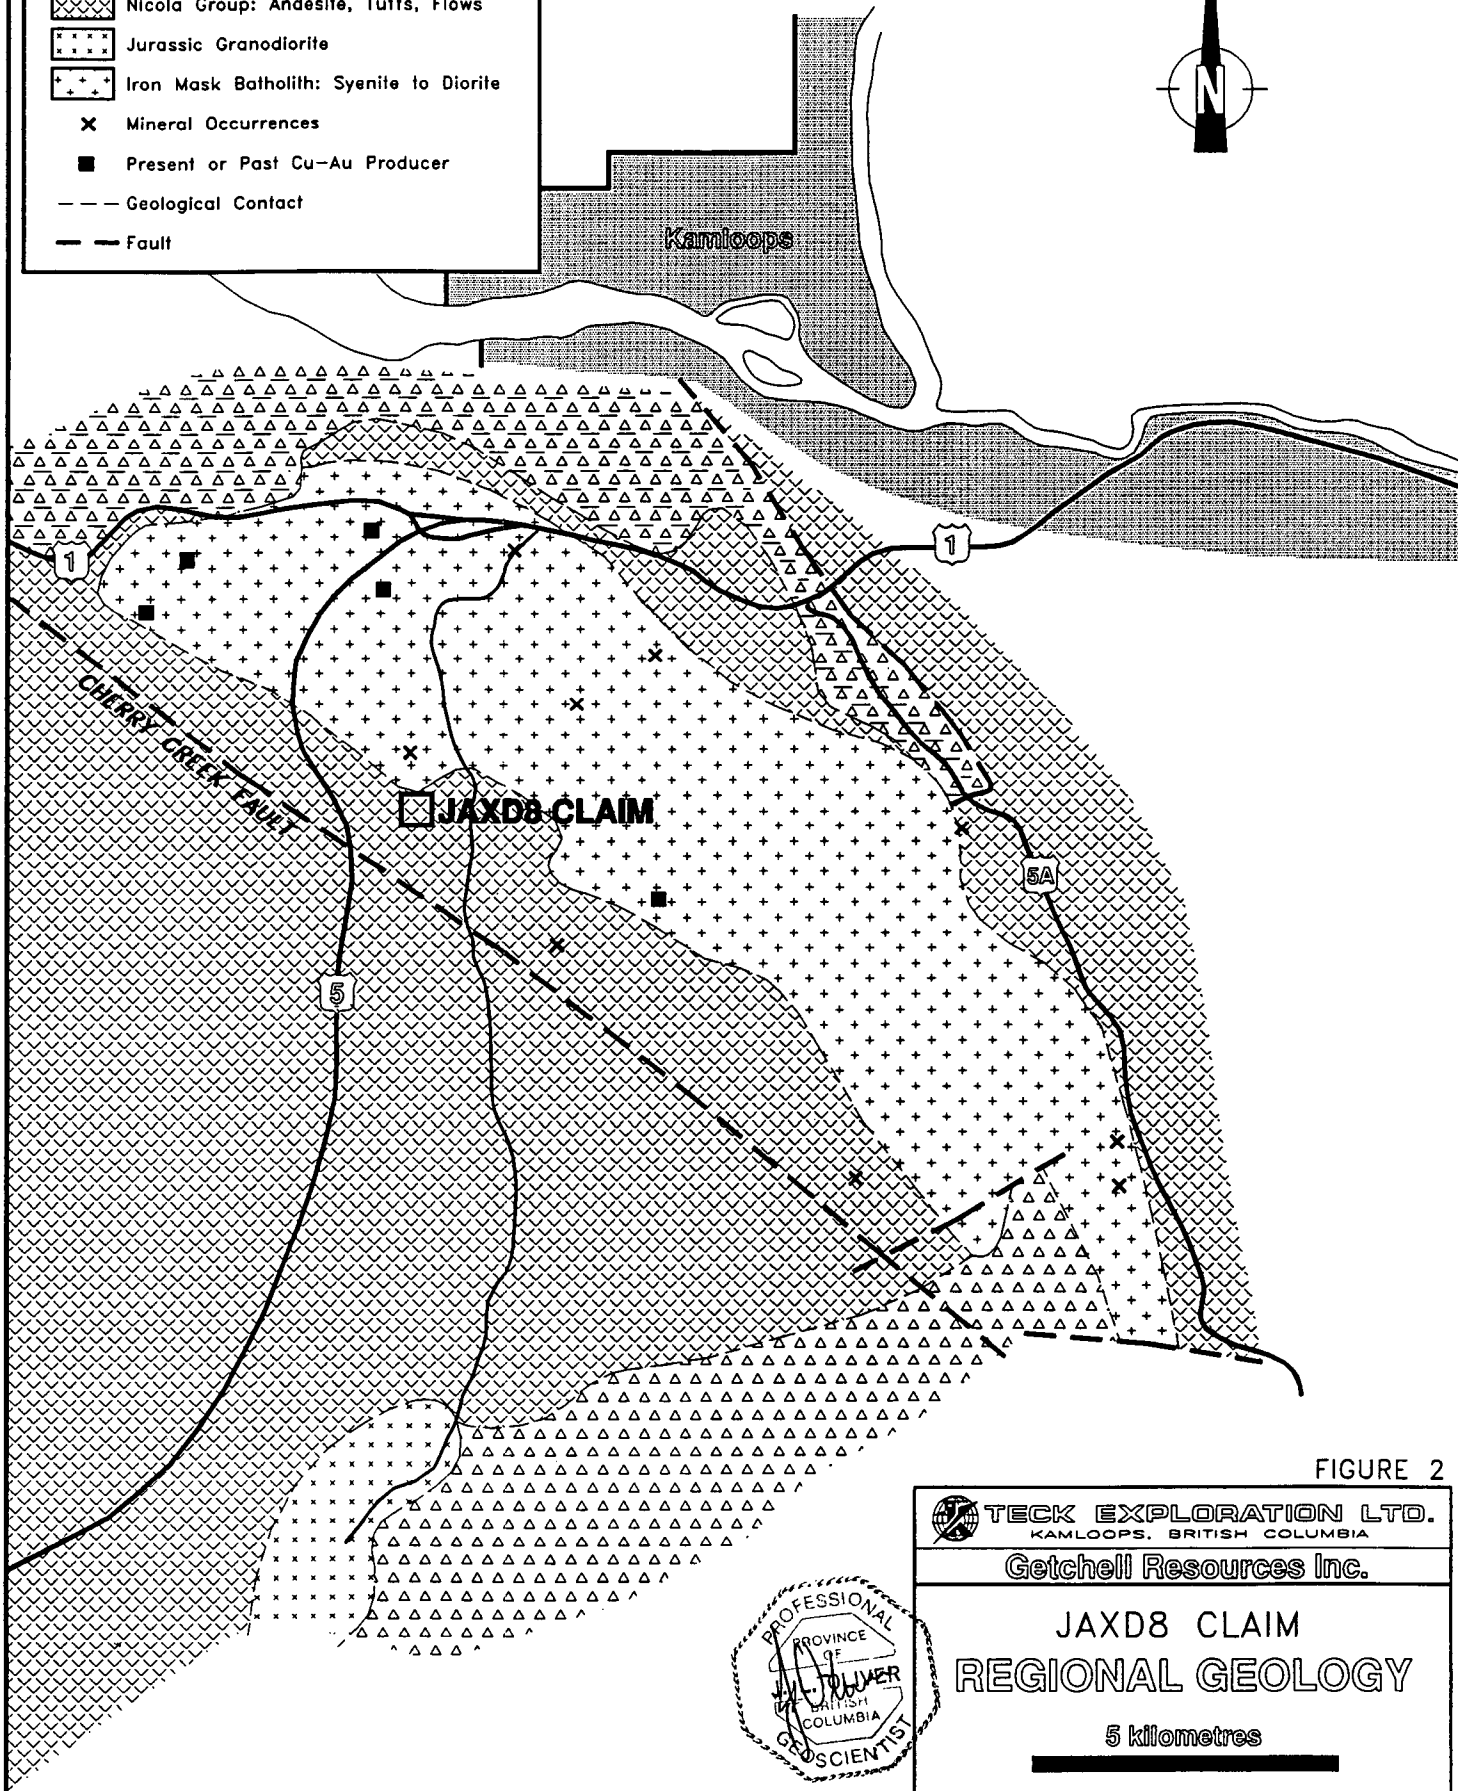 Nicola Group: Andesite, Tuffs, Flows
Jurassic Granodiorite
Iron Mask Batholith: Syenite to Diorite
Mineral Occurrences
Present or Past Cu-Au Producer
Geological Contact
Fault
N
Kamloops
1
1
CHERRY CREEK FAULT
JAXD8 CLAIM
5A
5
FIGURE 2
TECK EXPLORATION LTD.
KAMLOOPS, BRITISH COLUMBIA
Getchell Resources Inc.
JAXD8 CLAIM
REGIONAL GEOLOGY
5 kilometres
PROFESSIONAL
PROVINCE
OF
J. L. OLIVER
BRITISH
COLUMBIA
GEOSCIENTIST